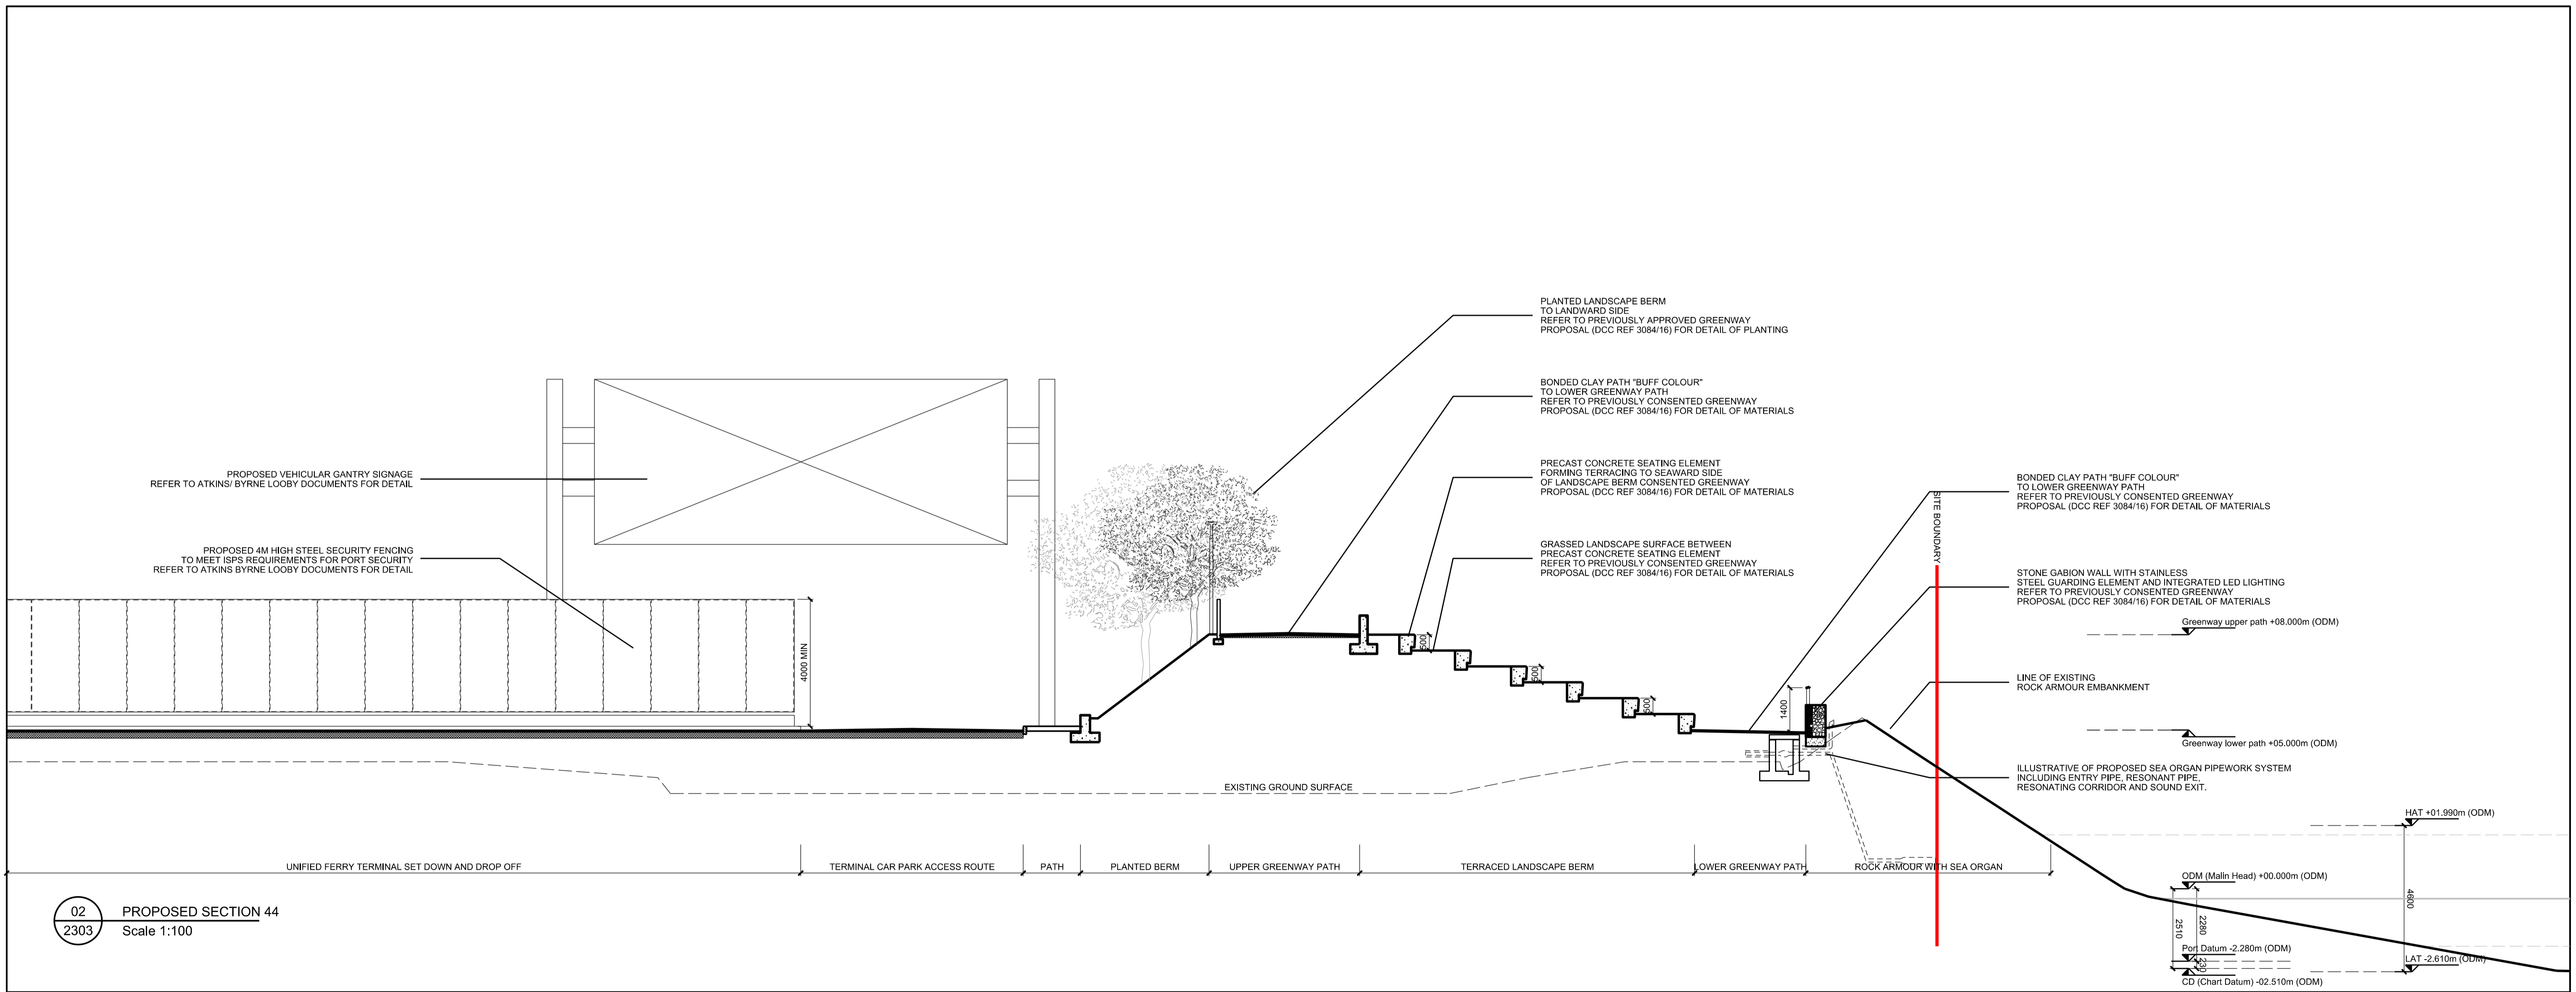 PLANTED LANDSCAPE BERM
TO LANDWARD SIDE
REFER TO PREVIOUSLY APPROVED GREENWAY
PROPOSAL (DCC REF 3084/16) FOR DETAIL OF PLANTING
BONDED CLAY PATH "BUFF COLOUR"
TO LOWER GREENWAY PATH
REFER TO PREVIOUSLY CONSENTED GREENWAY
PROPOSAL (DCC REF 3084/16) FOR DETAIL OF MATERIALS
PROPOSED VEHICULAR GANTRY SIGNAGE
REFER TO ATKINS/ BYRNE LOOBY DOCUMENTS FOR DETAIL
PRECAST CONCRETE SEATING ELEMENT
FORMING TERRACING TO SEAWARD SIDE
OF LANDSCAPE BERM CONSENTED GREENWAY
PROPOSAL (DCC REF 3084/16) FOR DETAIL OF MATERIALS
BONDED CLAY PATH "BUFF COLOUR"
TO LOWER GREENWAY PATH
REFER TO PREVIOUSLY CONSENTED GREENWAY
PROPOSAL (DCC REF 3084/16) FOR DETAIL OF MATERIALS
SITE BOUNDARY
PROPOSED 4M HIGH STEEL SECURITY FENCING
TO MEET ISPS REQUIREMENTS FOR PORT SECURITY
REFER TO ATKINS BYRNE LOOBY DOCUMENTS FOR DETAIL
GRASSED LANDSCAPE SURFACE BETWEEN
PRECAST CONCRETE SEATING ELEMENT
REFER TO PREVIOUSLY CONSENTED GREENWAY
PROPOSAL (DCC REF 3084/16) FOR DETAIL OF MATERIALS
STONE GABION WALL WITH STAINLESS
STEEL GUARDING ELEMENT AND INTEGRATED LED LIGHTING
REFER TO PREVIOUSLY CONSENTED GREENWAY
PROPOSAL (DCC REF 3084/16) FOR DETAIL OF MATERIALS
Greenway upper path +08.000m (ODM)
4000 MIN
500
500
500
1400
LINE OF EXISTING
ROCK ARMOUR EMBANKMENT
Greenway lower path +05.000m (ODM)
ILLUSTRATIVE OF PROPOSED SEA ORGAN PIPEWORK SYSTEM
INCLUDING ENTRY PIPE, RESONANT PIPE,
RESONATING CORRIDOR AND SOUND EXIT.
EXISTING GROUND SURFACE
HAT +01.990m (ODM)
UNIFIED FERRY TERMINAL SET DOWN AND DROP OFF
TERMINAL CAR PARK ACCESS ROUTE
PATH
PLANTED BERM
UPPER GREENWAY PATH
TERRACED LANDSCAPE BERM
LOWER GREENWAY PATH
ROCK ARMOUR WITH SEA ORGAN
ODM (Malin Head) +00.000m (ODM)
4600
2510
2280
230
Port Datum -2.280m (ODM)
LAT -2.610m (ODM)
CD (Chart Datum) -02.510m (ODM)
02
2303
PROPOSED SECTION 44
Scale 1:100